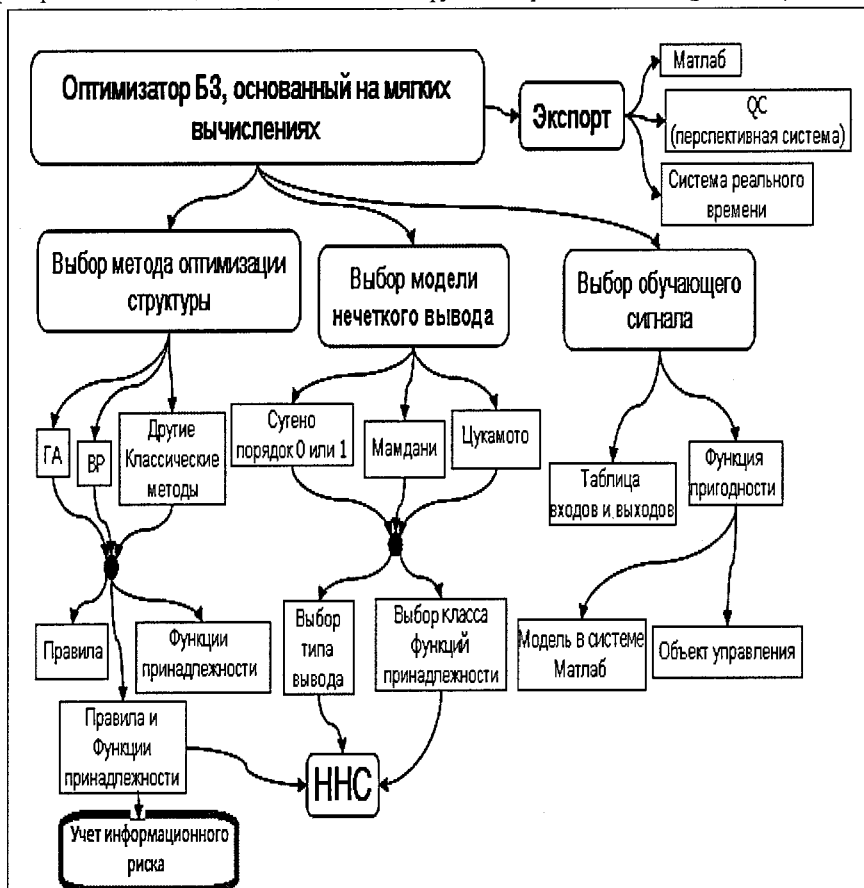 Оптимизатор БЗ, основанный на мягких
вычислениях
Экспорт
Матлаб
QC
(перспективная система)
Система реального
времени
Выбор метода оптимизации
структуры
Выбор модели
нечеткого вывода
Выбор обучающего
сигнала
ГА
ВР
Другие
Классические
методы
Сугено
порядок 0 или 1
Мамдани
Цукамото
Таблица
входов и выходов
Функция
пригодности
Правила
Функции
принадлежности
Выбор
типа
вывода
Выбор класса
функций
принадлежности
Модель в системе
Матлаб
Объект управления
Правила и
Функции
принадлежности
ННС
Учет информационного
риска